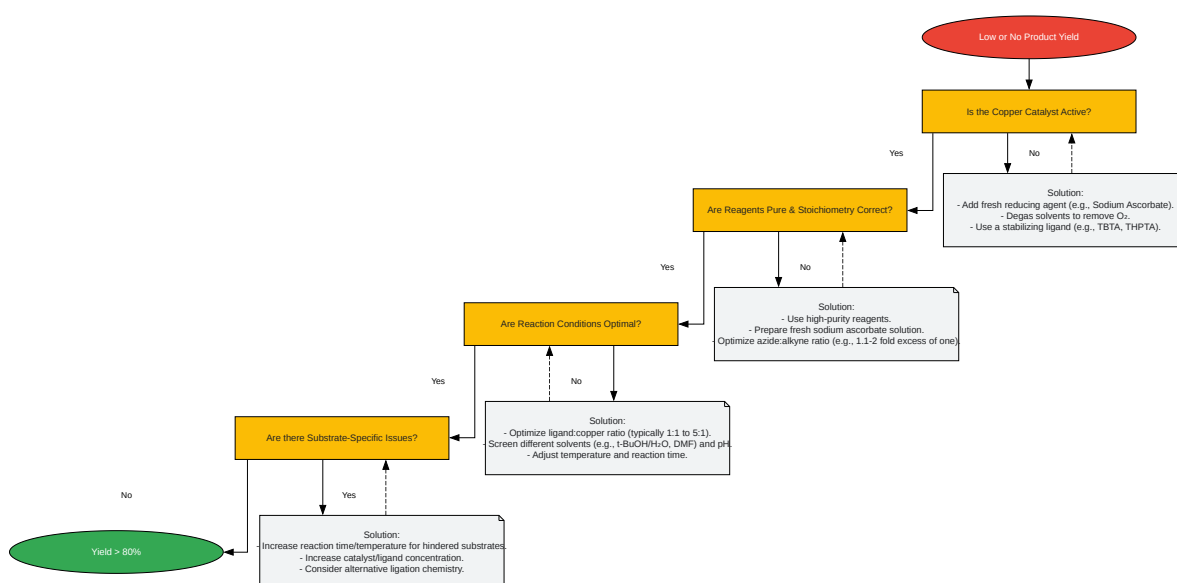 Low or No Product Yield
Is the Copper Catalyst Active?
Yes
No
Solution:
- Add fresh reducing agent (e.g., Sodium Ascorbate).
- Degas solvents to remove O₂.
- Use a stabilizing ligand (e.g., TBTA, THPTA).
Are Reagents Pure & Stoichiometry Correct?
Yes
No
Solution:
- Use high-purity reagents.
- Prepare fresh sodium ascorbate solution.
- Optimize azide:alkyne ratio (e.g., 1.1-2 fold excess of one).
Are Reaction Conditions Optimal?
Yes
No
Solution:
- Optimize ligand:copper ratio (typically 1:1 to 5:1).
- Screen different solvents (e.g., t-BuOH/H₂O, DMF) and pH.
- Adjust temperature and reaction time.
Are there Substrate-Specific Issues?
No
Yes
Solution:
- Increase reaction time/temperature for hindered substrates.
- Increase catalyst/ligand concentration.
- Consider alternative ligation chemistry.
Yield > 80%